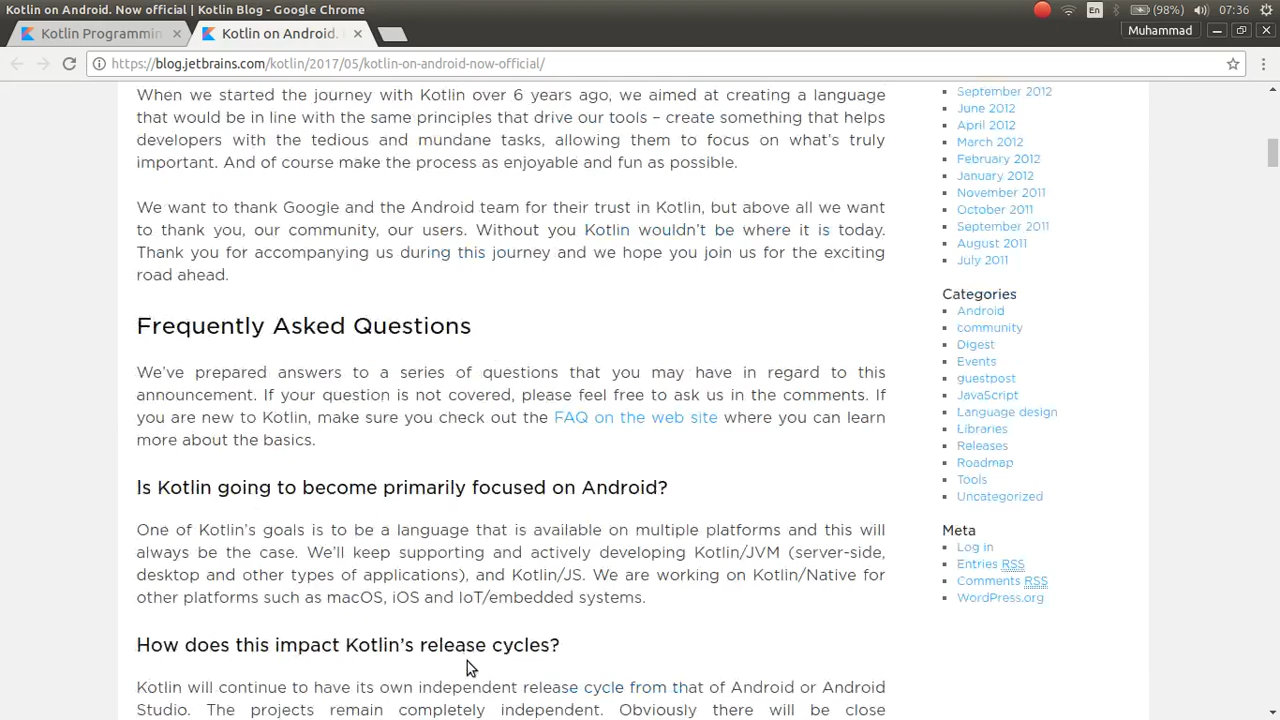 Kotlin on Android. Now official | Kotlin Blog - Google Chrome
En
(98%)
07:36
Kotlin Programmin
Kotlin on Android.
Muhammad
https://blog.jetbrains.com/kotlin/2017/05/kotlin-on-android-now-official/
When we started the journey with Kotlin over 6 years ago, we aimed at creating a language
that would be in line with the same principles that drive our tools – create something that helps
developers with the tedious and mundane tasks, allowing them to focus on what's truly
important. And of course make the process as enjoyable and fun as possible.
We want to thank Google and the Android team for their trust in Kotlin, but above all we want
to thank you, our community, our users. Without you Kotlin wouldn't be where it is today.
Thank you for accompanying us during this journey and we hope you join us for the exciting
road ahead.
Frequently Asked Questions
We've prepared answers to a series of questions that you may have in regard to this
announcement. If your question is not covered, please feel free to ask us in the comments. If
you are new to Kotlin, make sure you check out the FAQ on the web site where you can learn
more about the basics.
Is Kotlin going to become primarily focused on Android?
One of Kotlin's goals is to be a language that is available on multiple platforms and this will
always be the case. We'll keep supporting and actively developing Kotlin/JVM (server-side,
desktop and other types of applications), and Kotlin/JS. We are working on Kotlin/Native for
other platforms such as macOS, iOS and IoT/embedded systems.
How does this impact Kotlin's release cycles?
Kotlin will continue to have its own independent release cycle from that of Android or Android
Studio. The projects remain completely independent. Obviously there will be close
September 2012
June 2012
April 2012
March 2012
February 2012
January 2012
November 2011
October 2011
September 2011
August 2011
July 2011
Categories
Android
community
Digest
Events
guestpost
JavaScript
Language design
Libraries
Releases
Roadmap
Tools
Uncategorized
Meta
Log in
Entries RSS
Comments RSS
WordPress.org